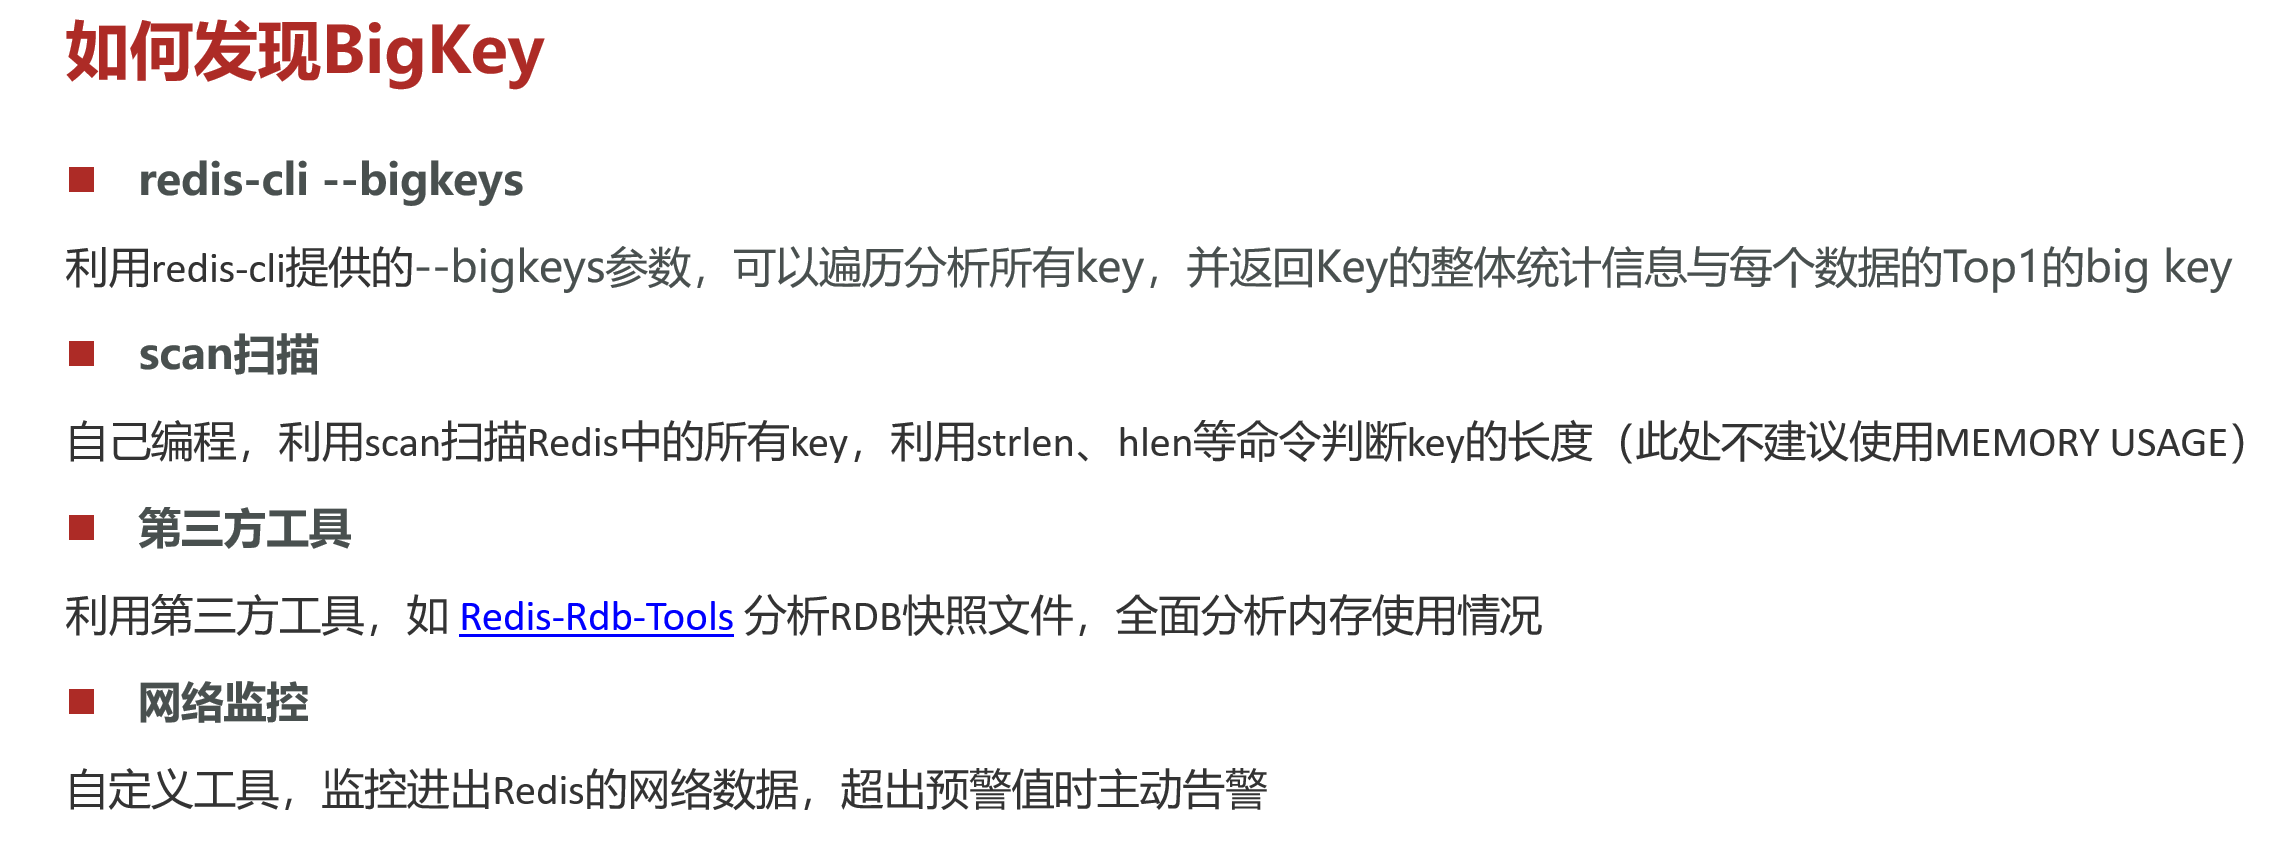 如何发现BigKey
redis-cli --bigkeys
利用redis-cli提供的--bigkeys参数，可以遍历分析所有key，并返回Key的整体统计信息与每个数据的Top1的big key
scan扫描
自己编程，利用scan扫描Redis中的所有key，利用strlen、hlen等命令判断key的长度（此处不建议使用MEMORY USAGE）
第三方工具
利用第三方工具，如 Redis-Rdb-Tools 分析RDB快照文件，全面分析内存使用情况
网络监控
自定义工具，监控进出Redis的网络数据，超出预警值时主动告警